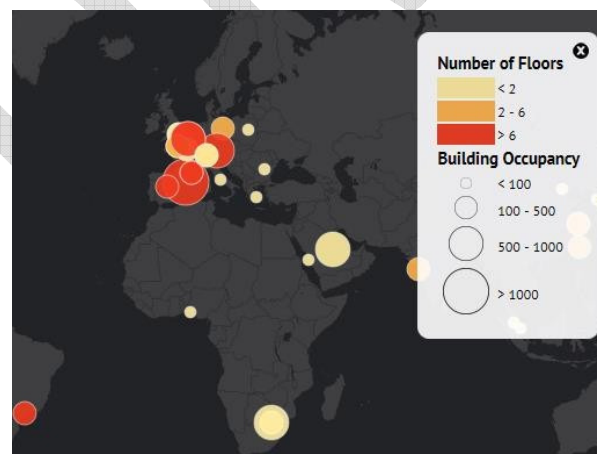 Number of Floors
< 2
2 - 6
> 6
Building Occupancy
< 100
100 - 500
500 - 1000
> 1000